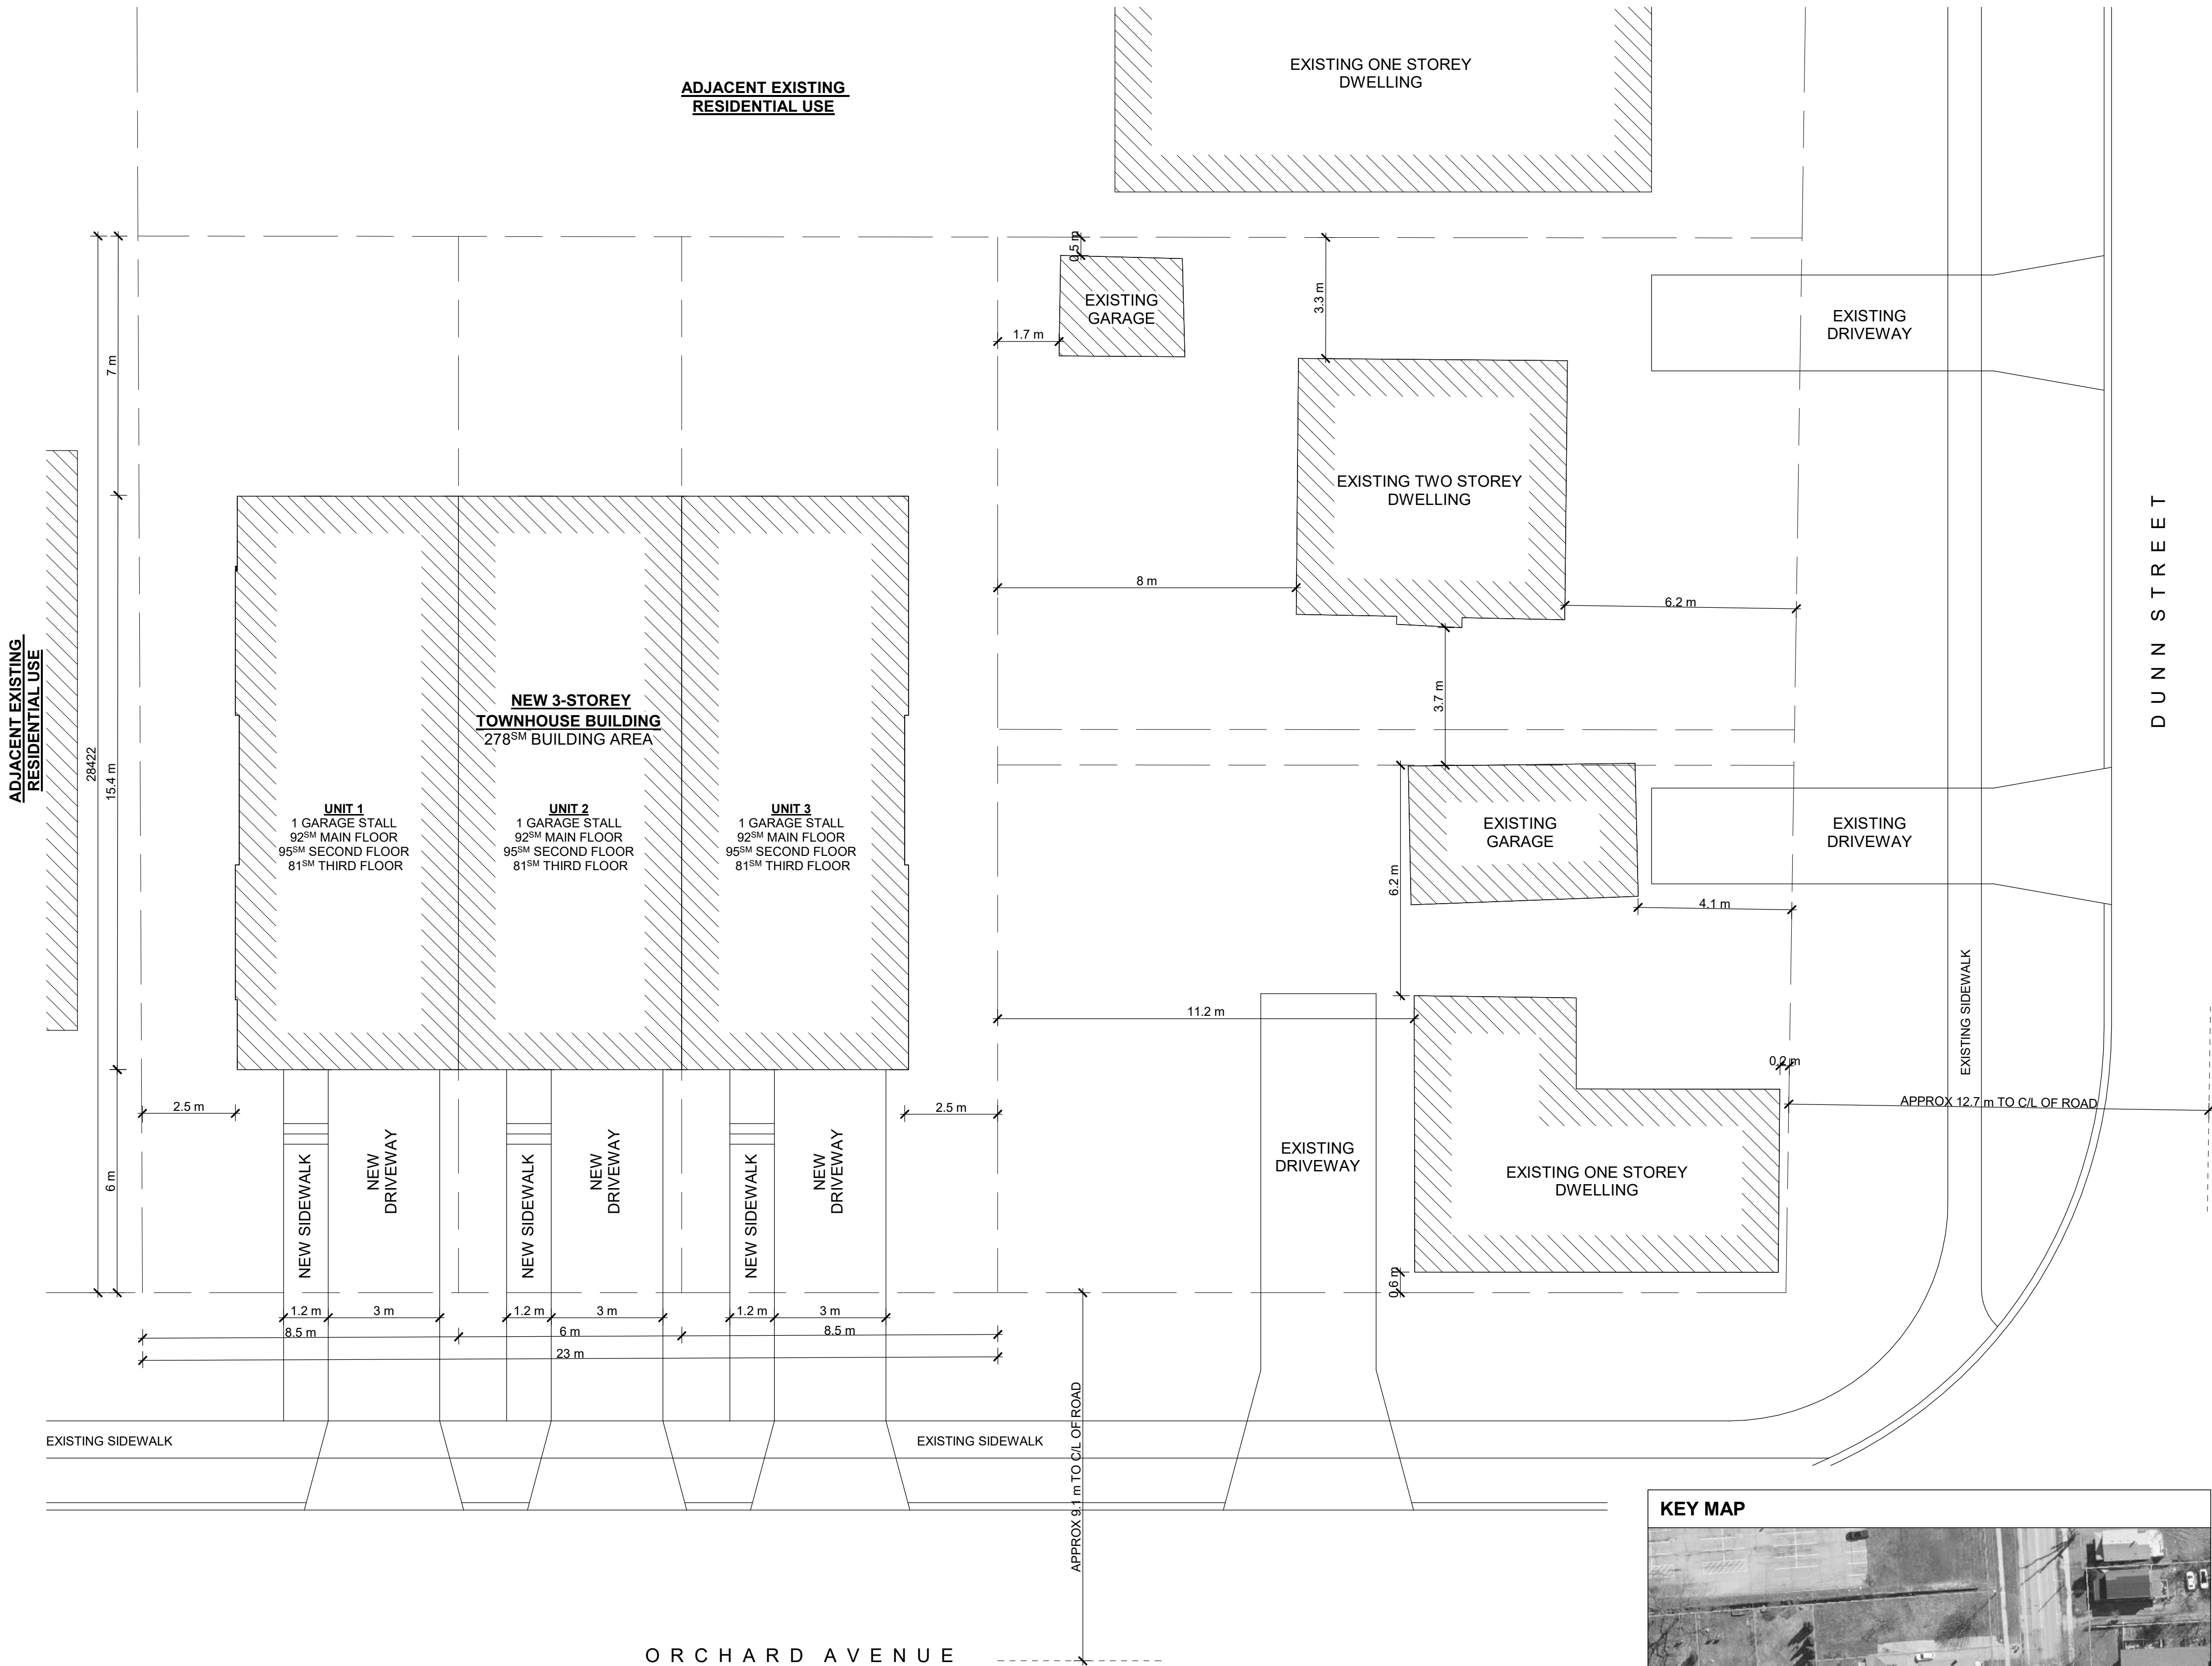 ADJACENT EXISTING
RESIDENTIAL USE
EXISTING ONE STOREY
DWELLING
0.5 m
EXISTING
GARAGE
1.7 m
3.3 m
EXISTING
DRIVEWAY
7 m
EXISTING TWO STOREY
DWELLING
DUNN STREET
8 m
6.2 m
ADJACENT EXISTING
RESIDENTIAL USE
28422
15.4 m
NEW 3-STOREY
TOWNHOUSE BUILDING
278SM BUILDING AREA
3.7 m
UNIT 1
1 GARAGE STALL
92SM MAIN FLOOR
95SM SECOND FLOOR
81SM THIRD FLOOR
UNIT 2
1 GARAGE STALL
92SM MAIN FLOOR
95SM SECOND FLOOR
81SM THIRD FLOOR
UNIT 3
1 GARAGE STALL
92SM MAIN FLOOR
95SM SECOND FLOOR
81SM THIRD FLOOR
EXISTING
GARAGE
EXISTING
DRIVEWAY
6.2 m
4.1 m
EXISTING SIDEWALK
11.2 m
0.2 m
APPROX 12.7 m TO C/L OF ROAD
2.5 m
2.5 m
6 m
NEW SIDEWALK
NEW
DRIVEWAY
NEW SIDEWALK
NEW
DRIVEWAY
NEW SIDEWALK
NEW
DRIVEWAY
EXISTING
DRIVEWAY
EXISTING ONE STOREY
DWELLING
0.6 m
1.2 m
3 m
1.2 m
3 m
1.2 m
3 m
8.5 m
6 m
8.5 m
23 m
APPROX 9.1 m TO C/L OF ROAD
EXISTING SIDEWALK
EXISTING SIDEWALK
KEY MAP
ORCHARD AVENUE